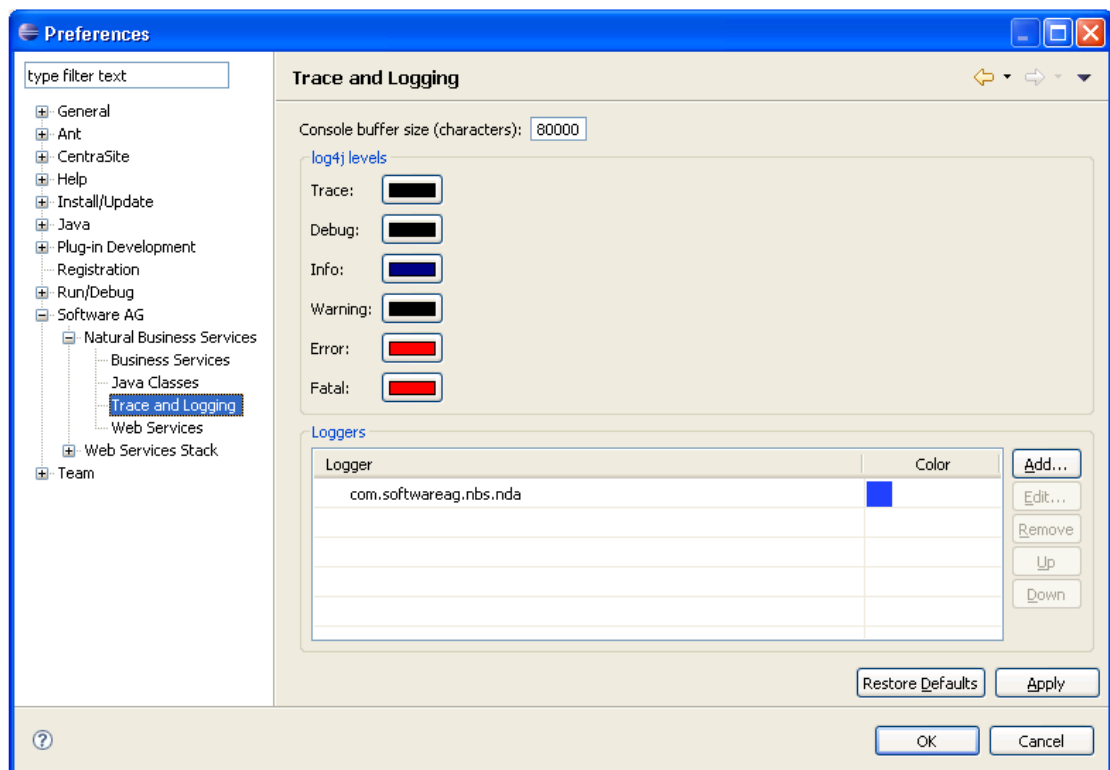 Preferences
type filter text
General
Ant
CentraSite
Help
Install/Update
Java
Plug-in Development
Registration
Run/Debug
Software AG
Natural Business Services
Business Services
Java Classes
Trace and Logging
Web Services
Web Services Stack
Team
Trace and Logging
Console buffer size (characters): 80000
log4j levels
Trace:
Debug:
Info:
Warning:
Error:
Fatal:
Loggers
Logger Color
com.softwareag.nbs.nda
Add...
Edit...
Remove
Up
Down
Restore Defaults Apply
? OK Cancel